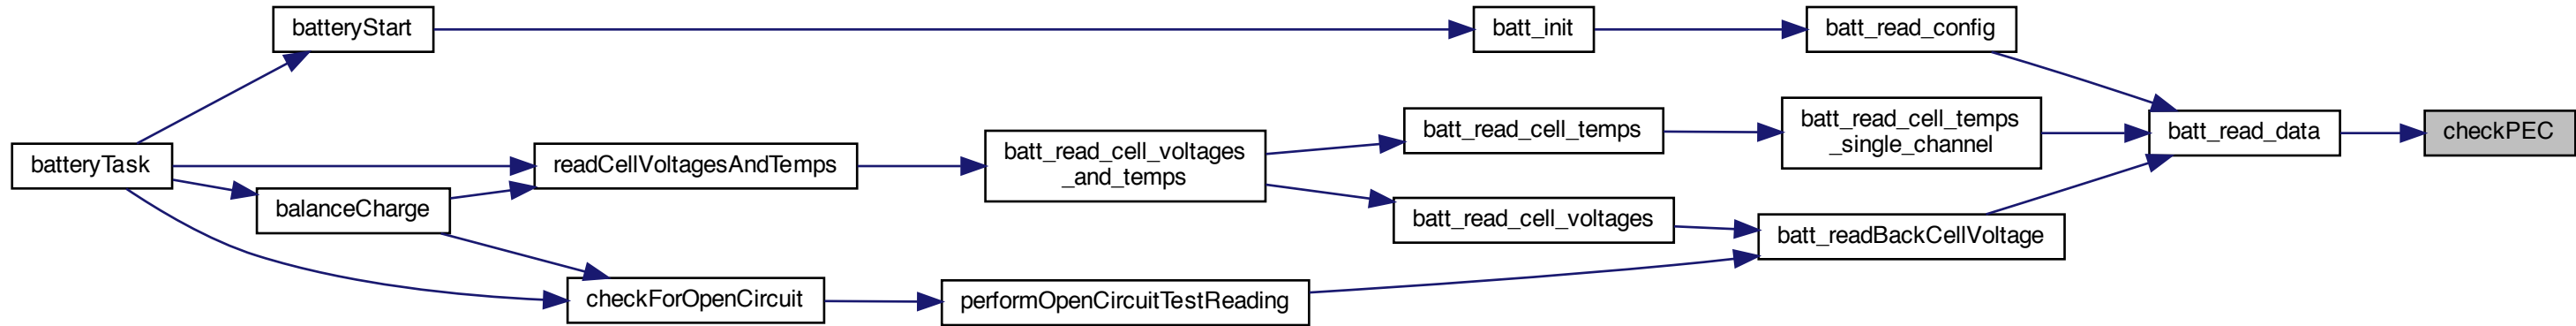 batteryStart
batt_init
batt_read_config
batteryTask
readCellVoltagesAndTemps
balanceCharge
batt_read_cell_voltages
_and_temps
batt_read_cell_temps
batt_read_cell_temps
_single_channel
batt_read_data
checkPEC
batt_read_cell_voltages
batt_readBackCellVoltage
checkForOpenCircuit
performOpenCircuitTestReading